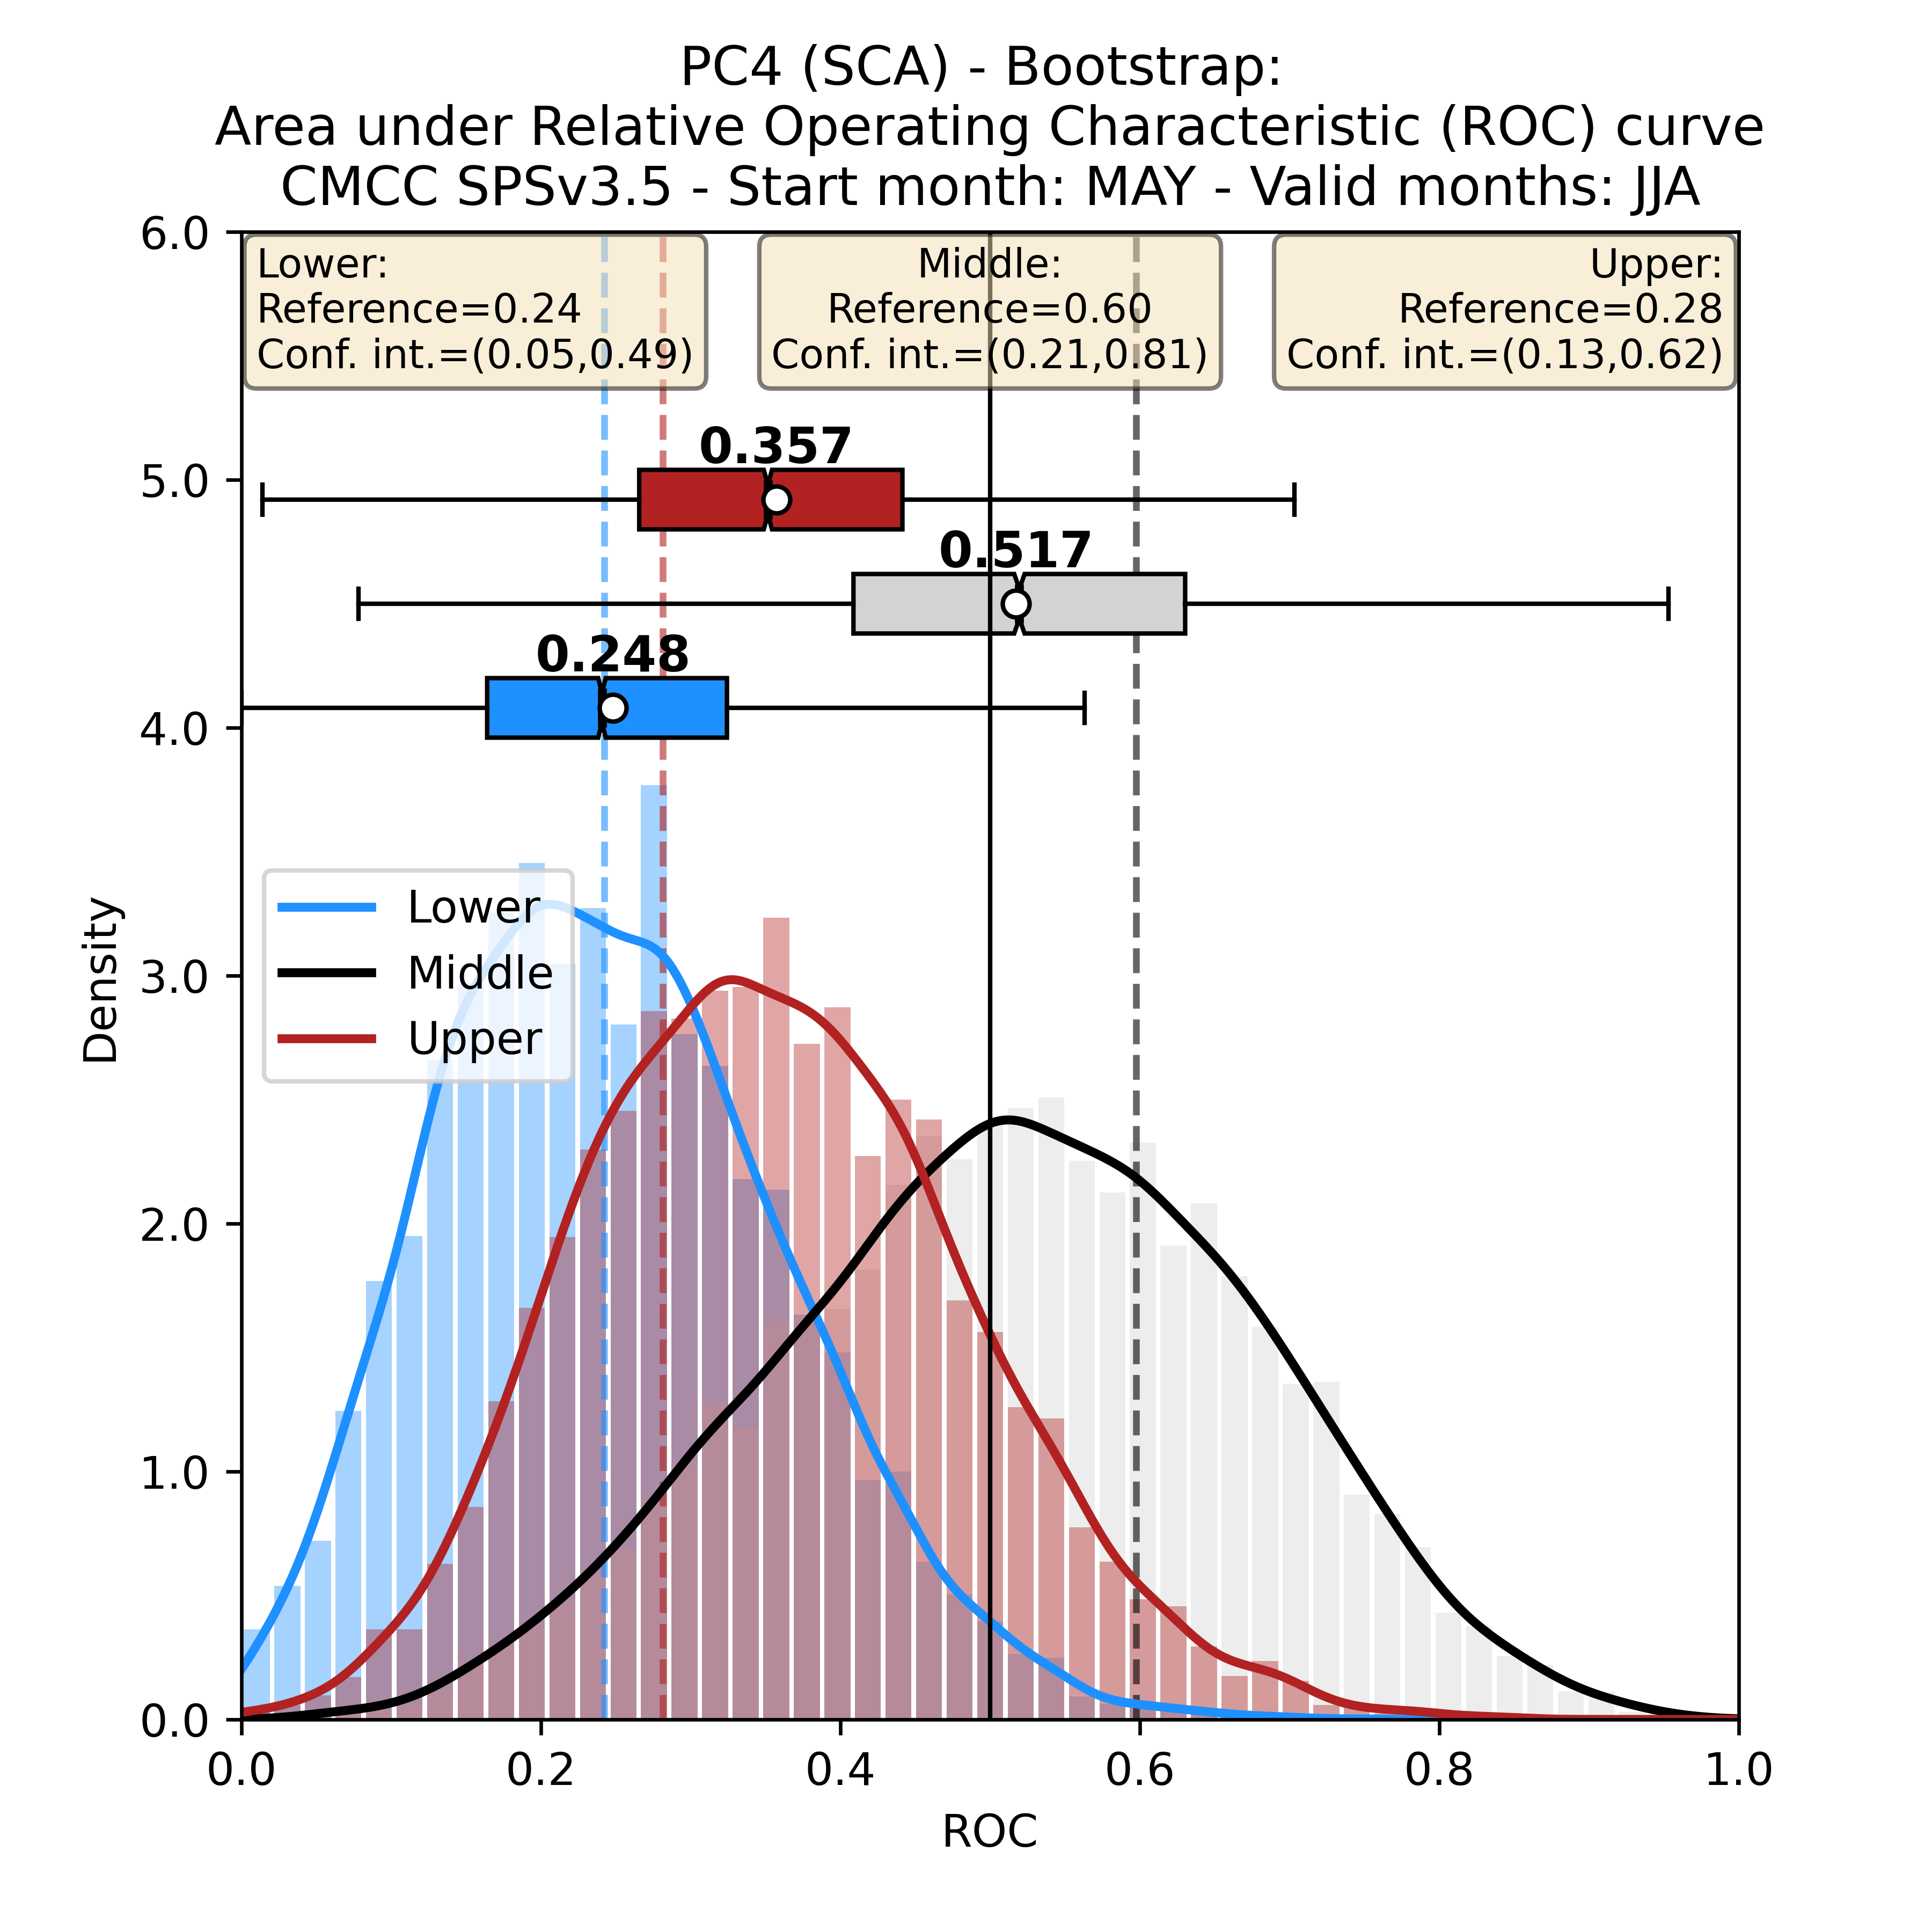 PC4 (SCA) - Bootstrap:
Area under Relative Operating Characteristic (ROC) curve
CMCC SPSv3.5 - Start month: MAY - Valid months: JJA
6.0
Lower:
Reference=0.24
Conf. int.=(0.05,0.49)
Middle:
Reference=0.60
Conf. int.=(0.21,0.81)
Upper:
Reference=0.28
Conf. int.=(0.13,0.62)
0.357
5.0
0.517
0.248
4.0
Lower
Middle
Upper
Density
3.0
2.0
1.0
0.0
0.0 0.2 0.4 0.6 0.8 1.0
ROC